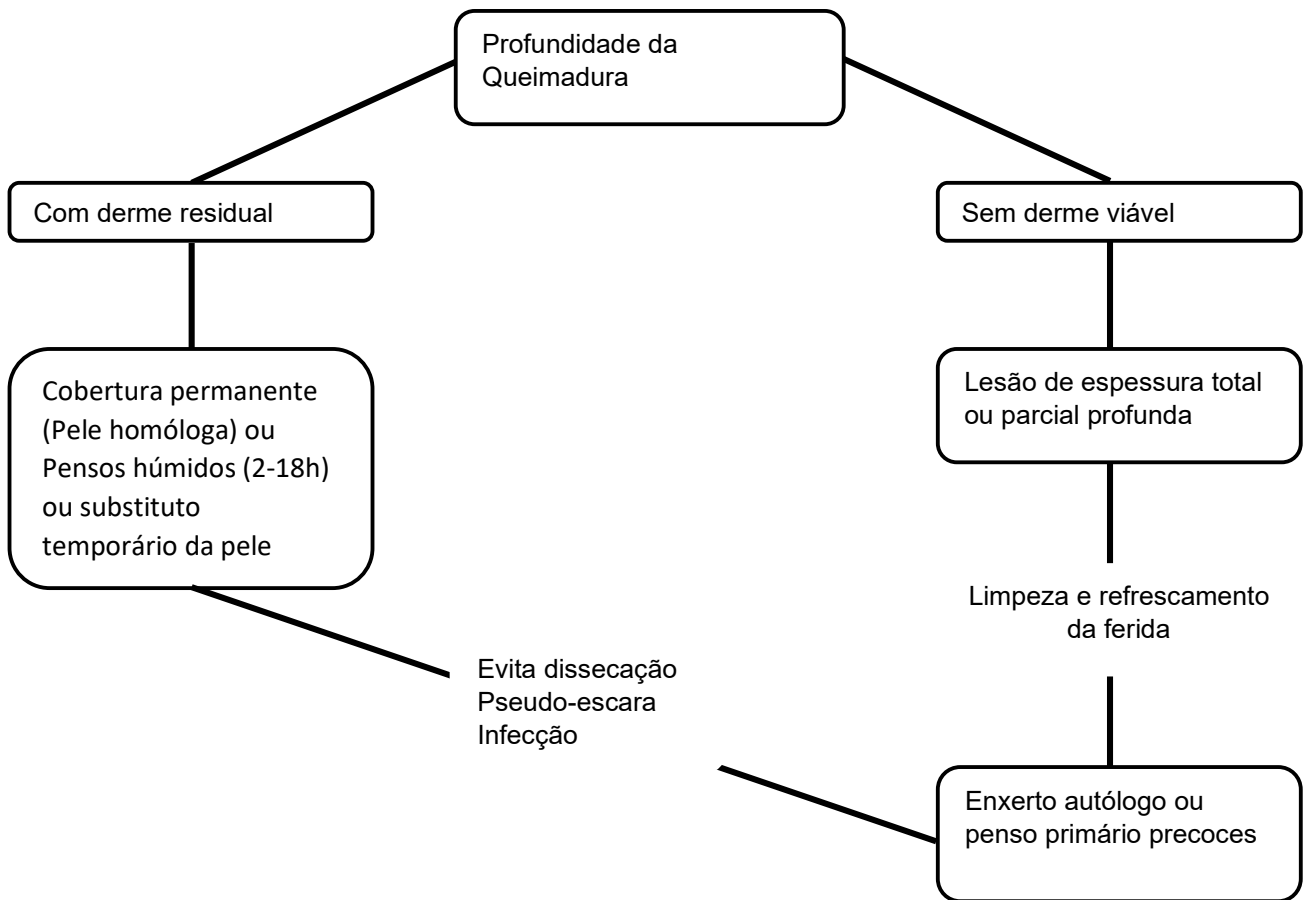 Profundidade da
Queimadura
Com derme residual
Sem derme viável
Cobertura permanente
(Pele homóloga) ou
Pensos húmidos (2-18h)
ou substituto
temporário da pele
Lesão de espessura total
ou parcial profunda
Limpeza e refrescamento
da ferida
Evita dissecação
Pseudo-escara
Infecção
Enxerto autólogo ou
penso primário precoces